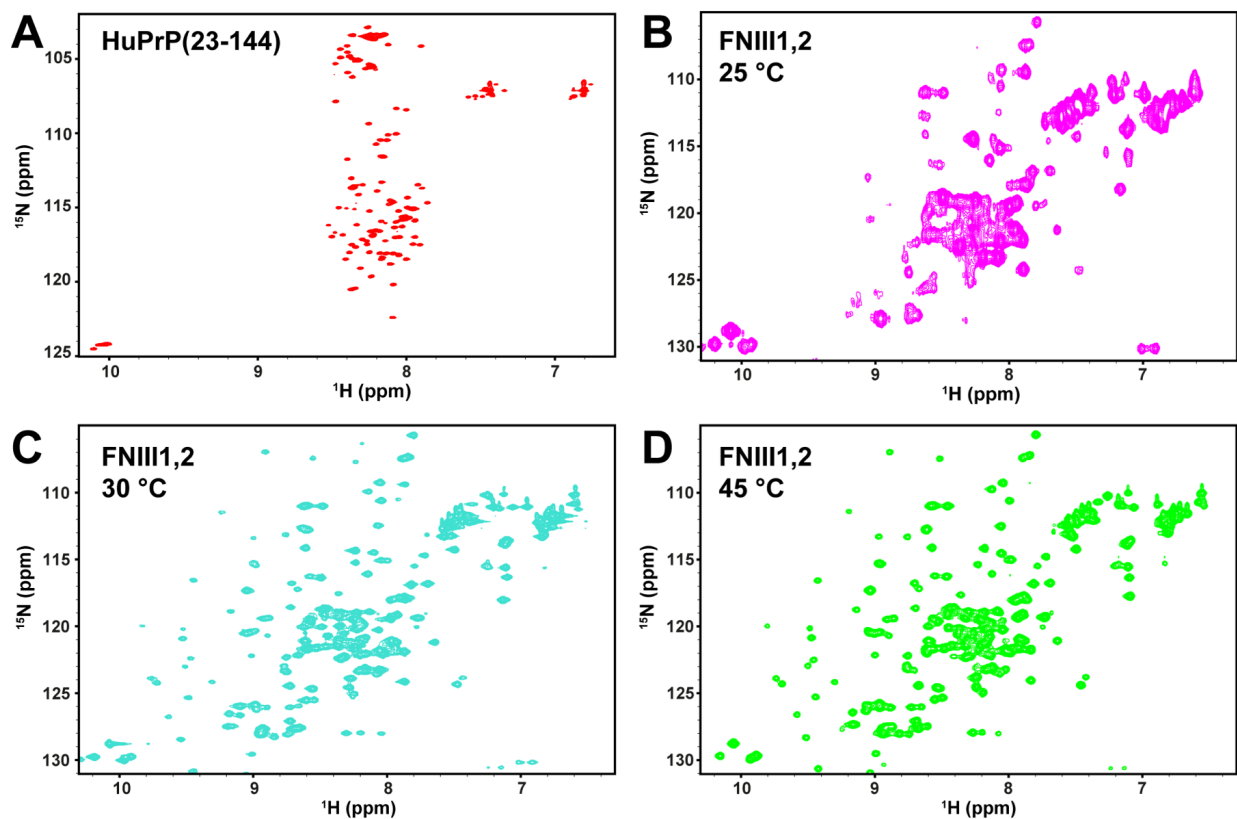 A
HuPrP(23-144)
105
110
115
120
125
¹⁵N (ppm)
10
9
8
7
¹H (ppm)
B
FNIII1,2
25 °C
110
115
120
125
130
¹⁵N (ppm)
10
9
8
7
¹H (ppm)
C
FNIII1,2
30 °C
110
115
120
125
130
¹⁵N (ppm)
10
9
8
7
¹H (ppm)
D
FNIII1,2
45 °C
110
115
120
125
130
¹⁵N (ppm)
10
9
8
7
¹H (ppm)